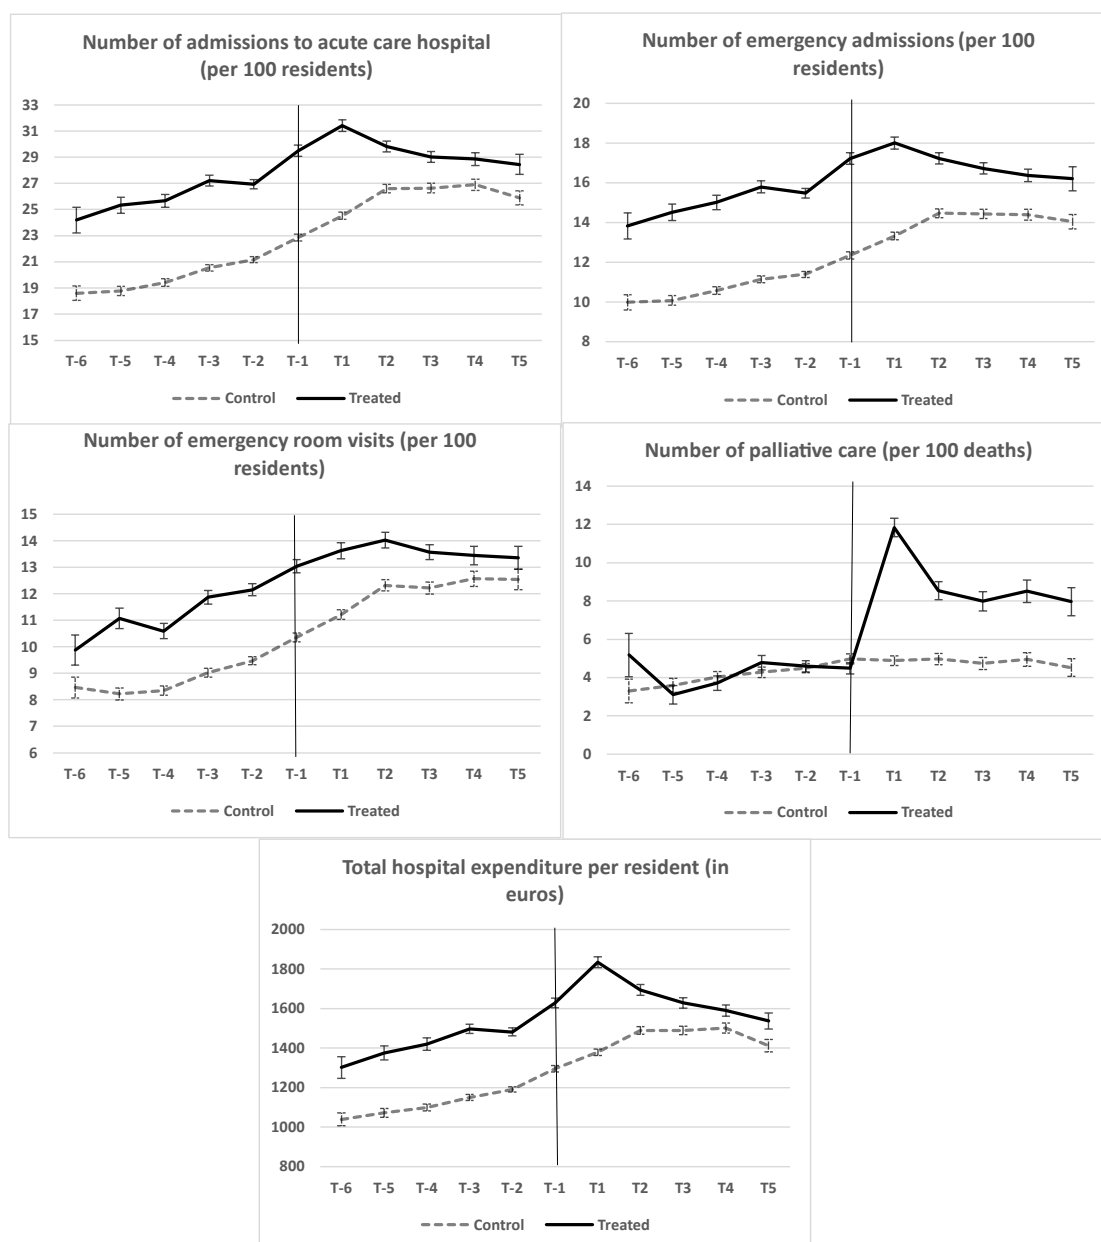 Number of admissions to acute care hospital
(per 100 residents)
33
31
29
27
25
23
21
19
17
15
T-6 T-5 T-4 T-3 T-2 T-1 T1 T2 T3 T4 T5
Control Treated
Number of emergency admissions (per 100
residents)
20
18
16
14
12
10
8
T-6 T-5 T-4 T-3 T-2 T-1 T1 T2 T3 T4 T5
Control Treated
Number of emergency room visits (per 100
residents)
15
14
13
12
11
10
9
8
7
6
T-6 T-5 T-4 T-3 T-2 T-1 T1 T2 T3 T4 T5
Control Treated
Number of palliative care (per 100 deaths)
14
12
10
8
6
4
2
0
T-6 T-5 T-4 T-3 T-2 T-1 T1 T2 T3 T4 T5
Control Treated
Total hospital expenditure per resident (in
euros)
2000
1800
1600
1400
1200
1000
800
T-6 T-5 T-4 T-3 T-2 T-1 T1 T2 T3 T4 T5
Control Treated